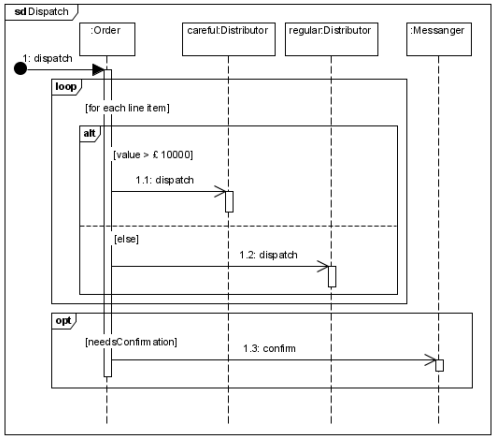 sd Dispatch
:Order
careful:Distributor
regular:Distributor
:Messanger
1: dispatch
loop
[for each line item]
alt
[value > £ 10000]
1.1: dispatch
[else]
1.2: dispatch
opt
[needsConfirmation]
1.3: confirm